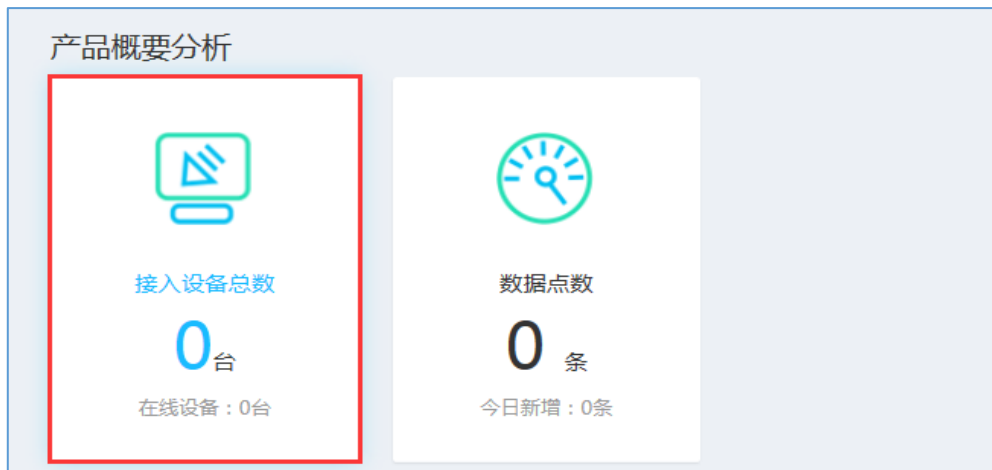 产品概要分析
接入设备总数
0台
在线设备：0台
数据点数
0 条
今日新增：0条